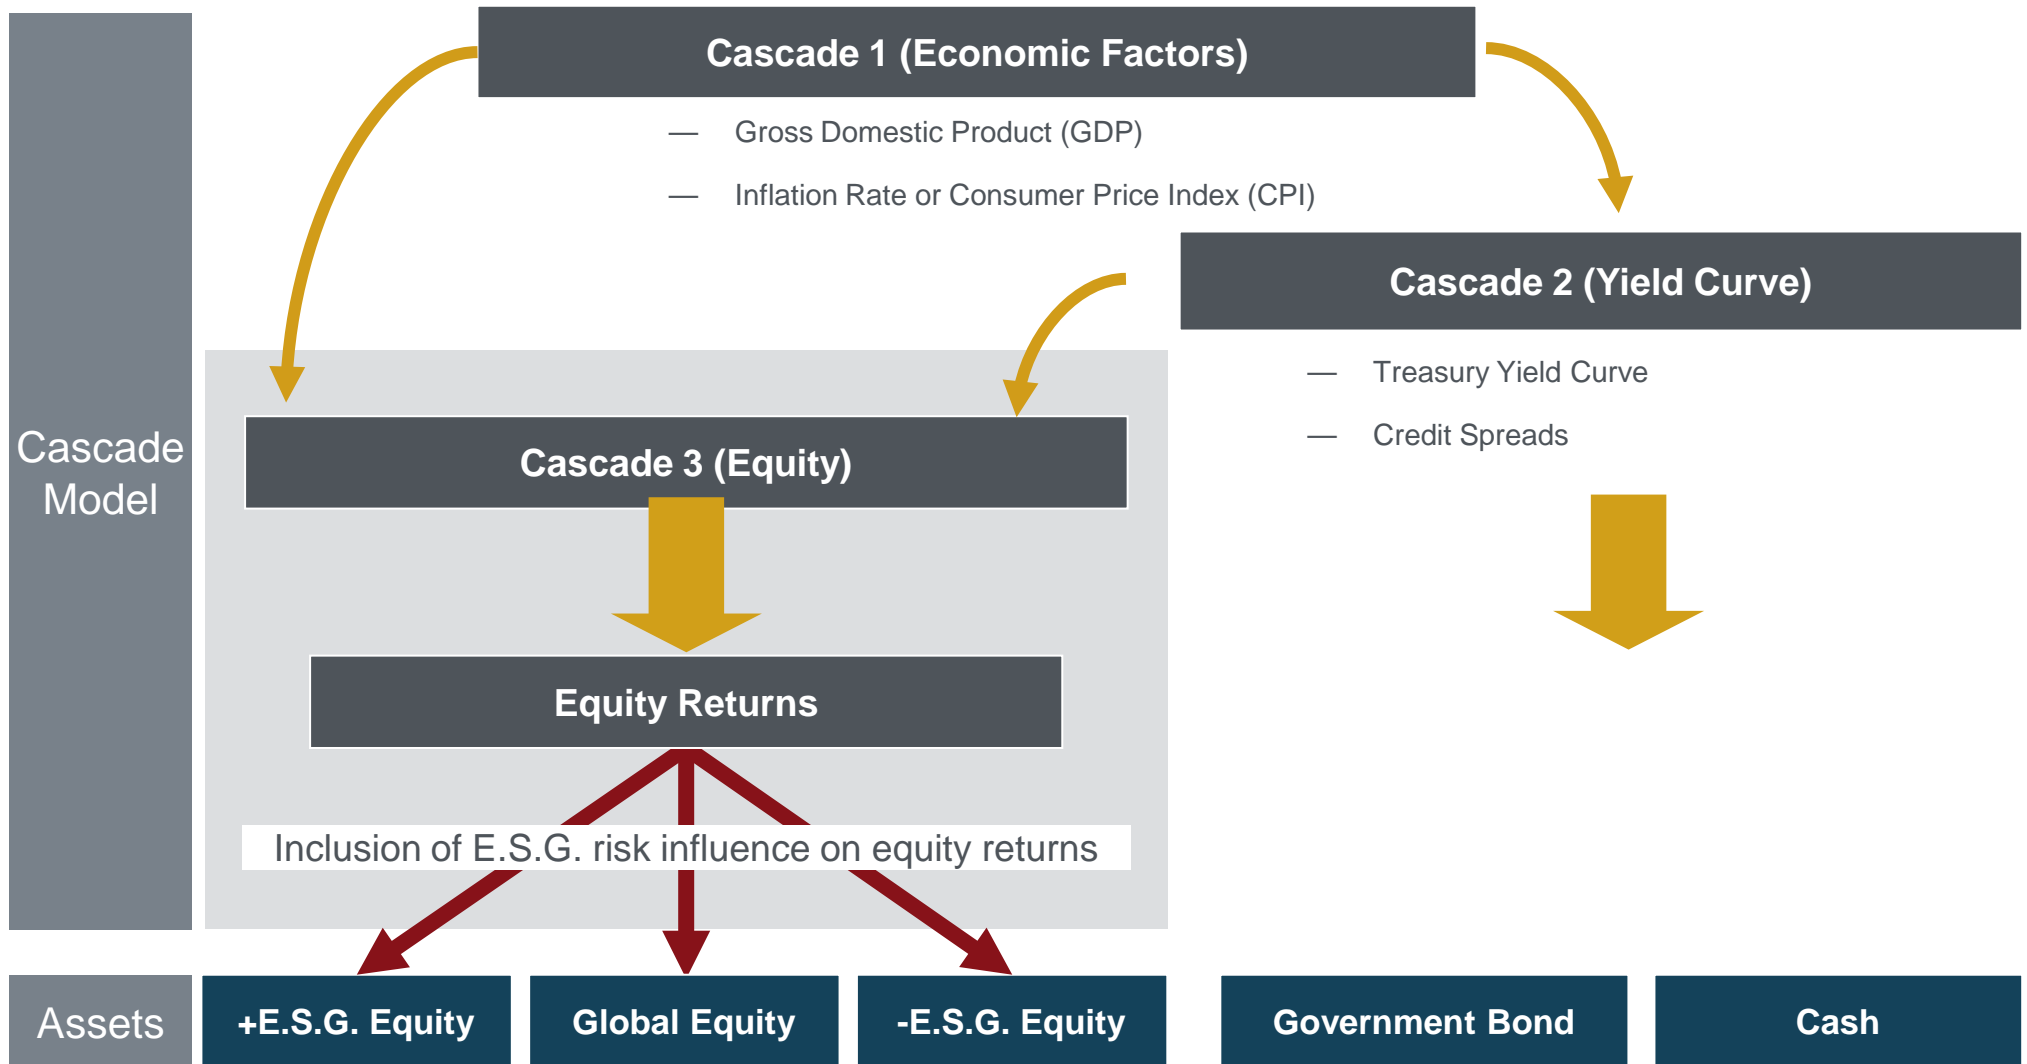 Cascade 1 (Economic Factors)
— Gross Domestic Product (GDP)
— Inflation Rate or Consumer Price Index (CPI)
Cascade 2 (Yield Curve)
— Treasury Yield Curve
— Credit Spreads
Cascade
Model
Cascade 3 (Equity)
Equity Returns
Inclusion of E.S.G. risk influence on equity returns
Assets
+E.S.G. Equity
Global Equity
-E.S.G. Equity
Government Bond
Cash